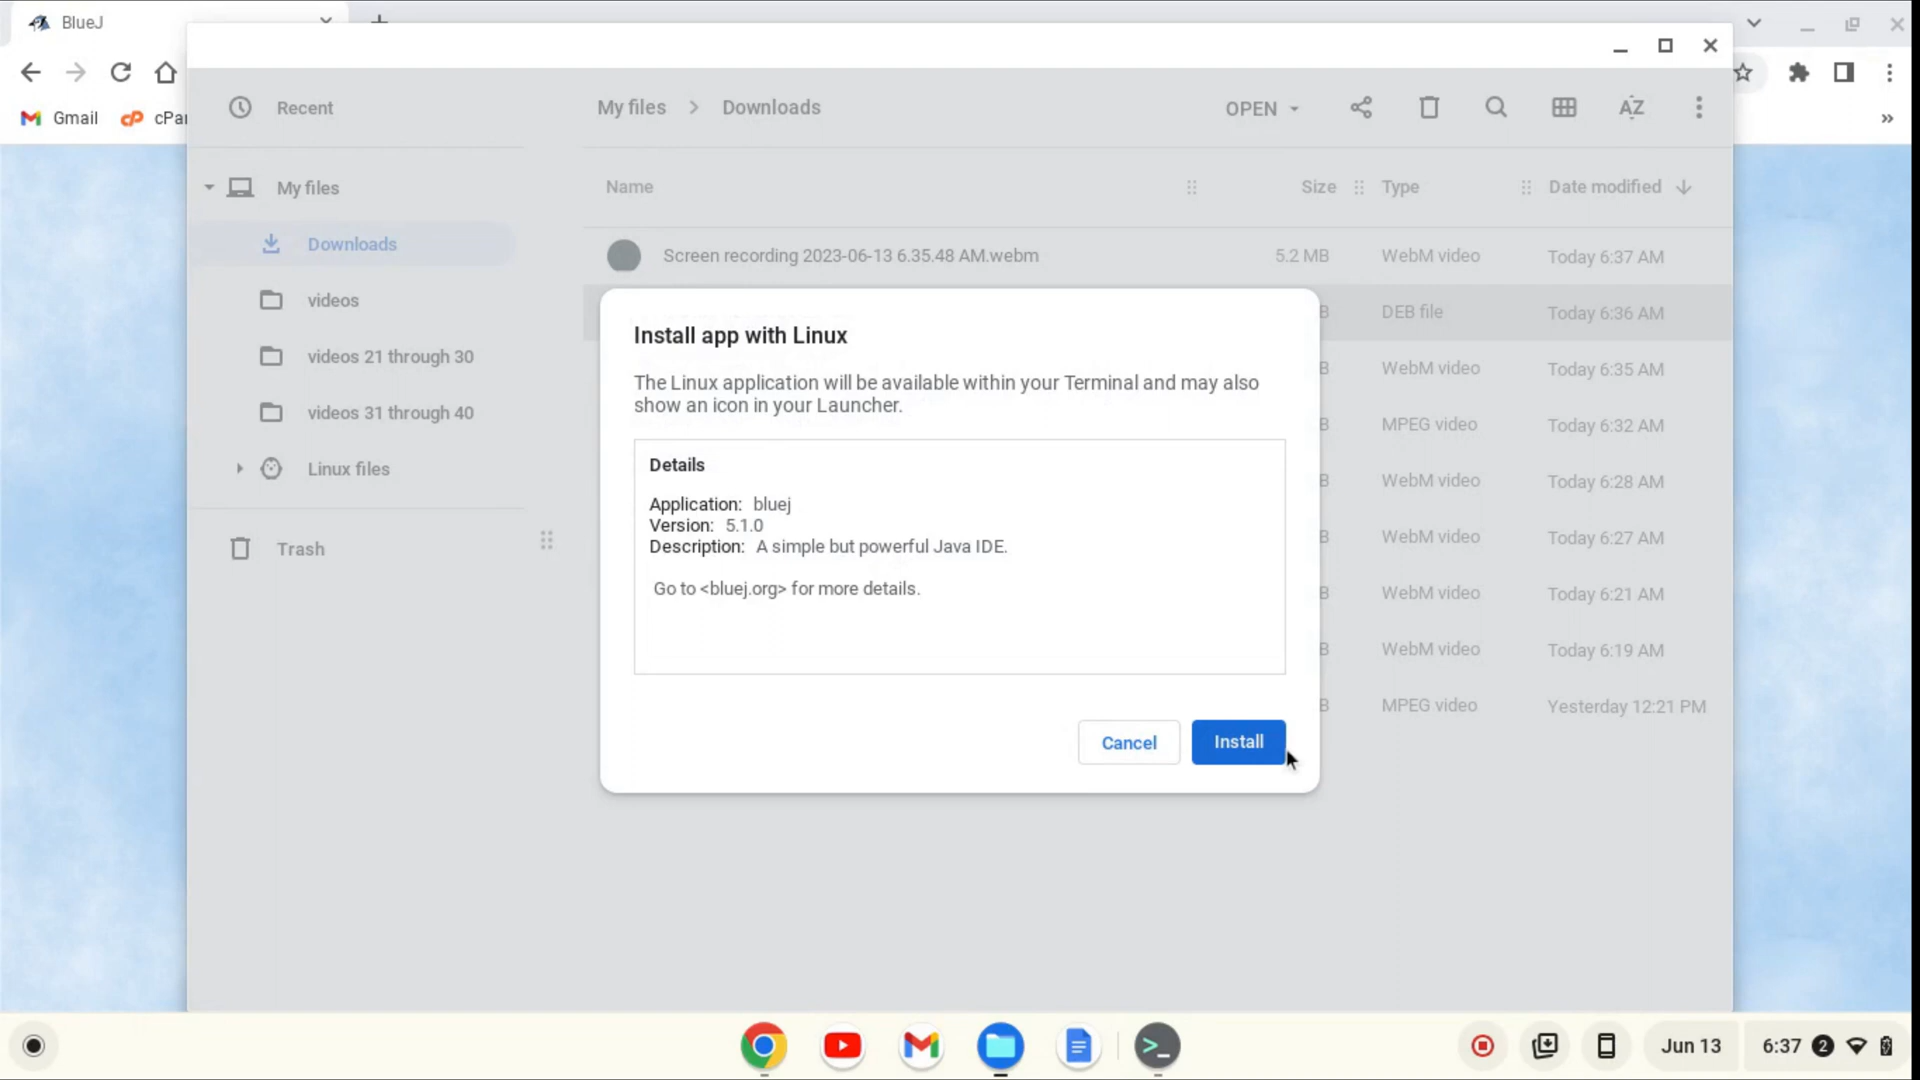 BlueJ
Gmail
cPa
Recent
My files
Downloads
videos
videos 21 through 30
videos 31 through 40
Linux files
Trash
My files > Downloads
OPEN
AZ
Name
Size
Type
Date modified
Screen recording 2023-06-13 6.35.48 AM.webm
5.2 MB
WebM video
Today 6:37 AM
B
DEB file
Today 6:36 AM
B
WebM video
Today 6:35 AM
B
MPEG video
Today 6:32 AM
B
WebM video
Today 6:28 AM
B
WebM video
Today 6:27 AM
B
WebM video
Today 6:21 AM
B
WebM video
Today 6:19 AM
B
MPEG video
Yesterday 12:21 PM
Install app with Linux
The Linux application will be available within your Terminal and may also
show an icon in your Launcher.
Details
Application: bluej
Version: 5.1.0
Description: A simple but powerful Java IDE.
Go to <bluej.org> for more details.
Cancel
Install
Jun 13
6:37
2